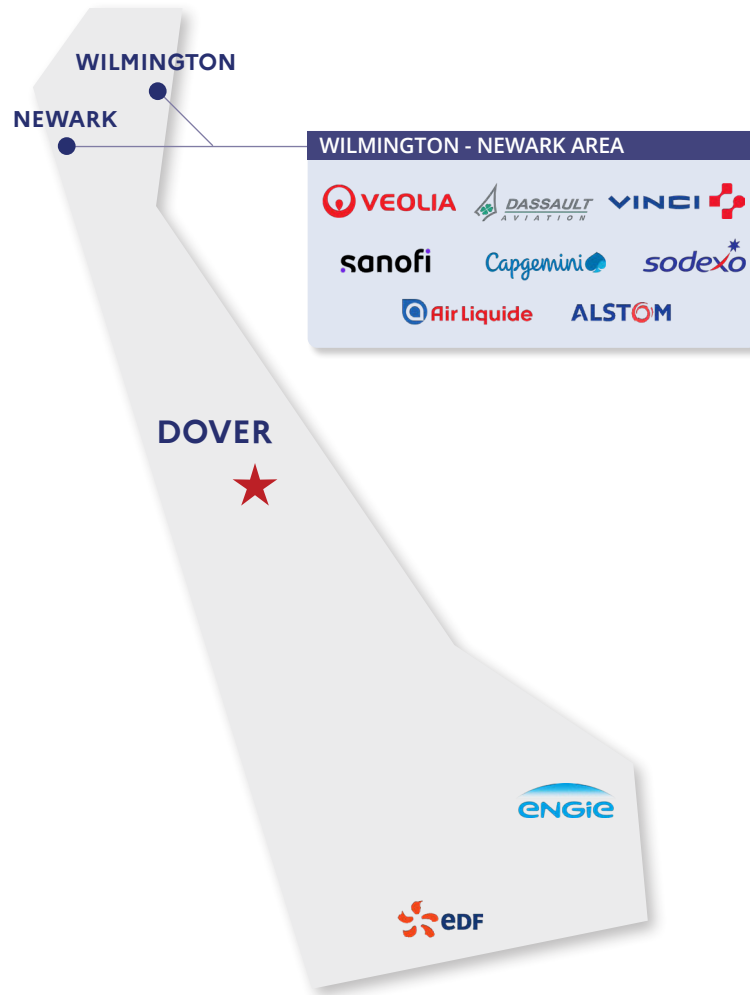 WILMINGTON
NEWARK
WILMINGTON - NEWARK AREA
VEOLIA DASSAULT AVIATION VINCI
sanofi Capgemini sodexo
Air Liquide ALSTOM
DOVER
ENGIE
eDF